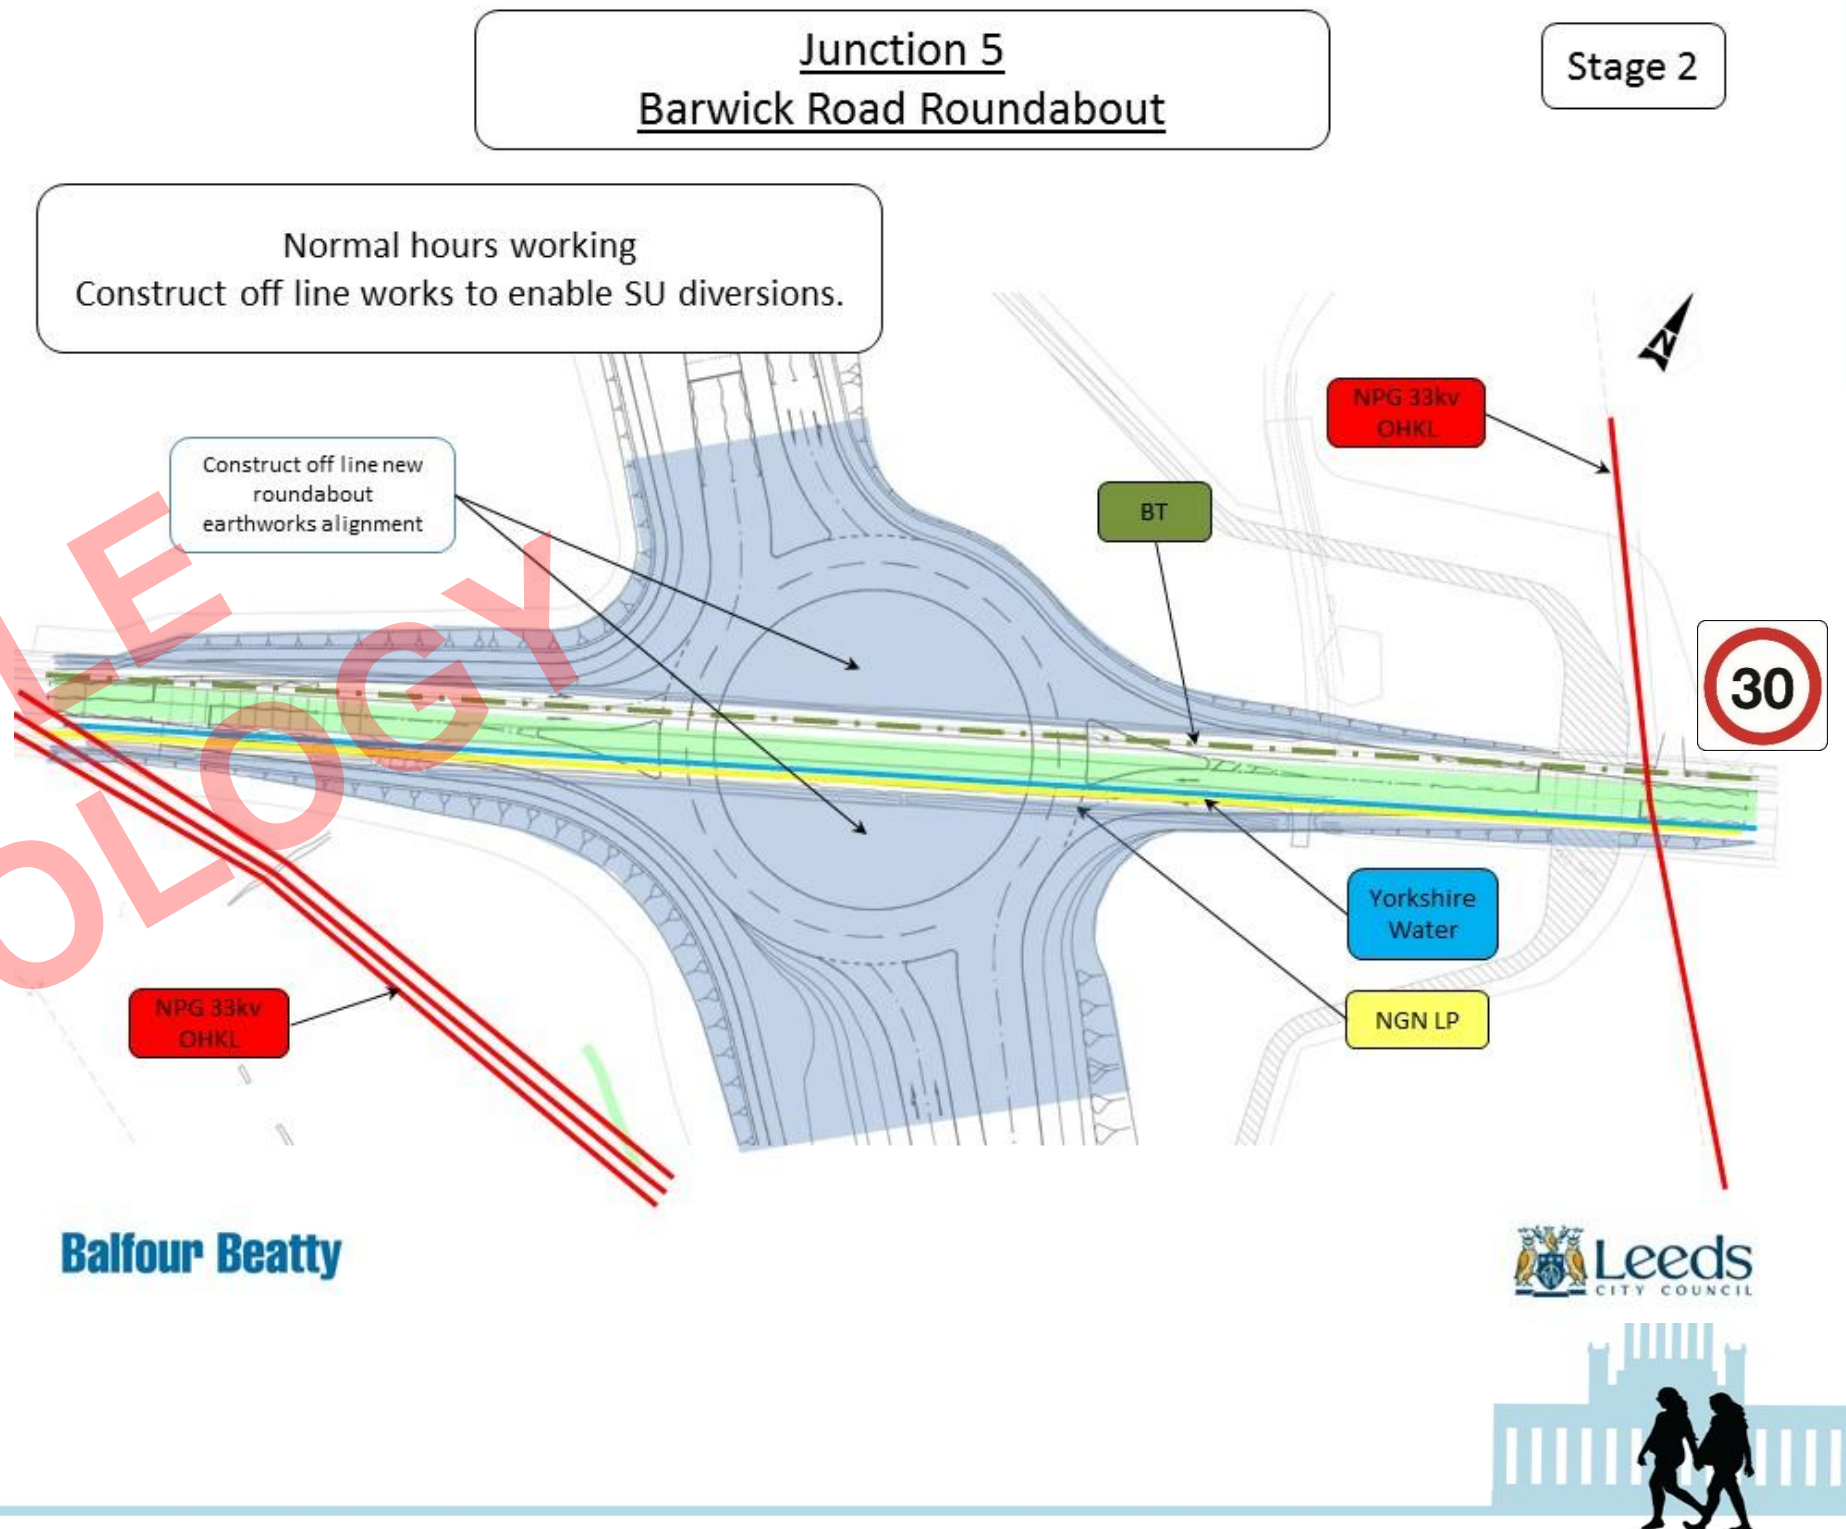 Junction 5
Barwick Road Roundabout
Stage 2
Normal hours working
Construct off line works to enable SU diversions.
N
NPG 33kv
OHKL
Construct off line new
roundabout
earthworks alignment
BT
30
LE
OLOGY
Yorkshire
Water
NPG 33kv
OHKL
NGN LP
Balfour Beatty
Leeds
CITY COUNCIL